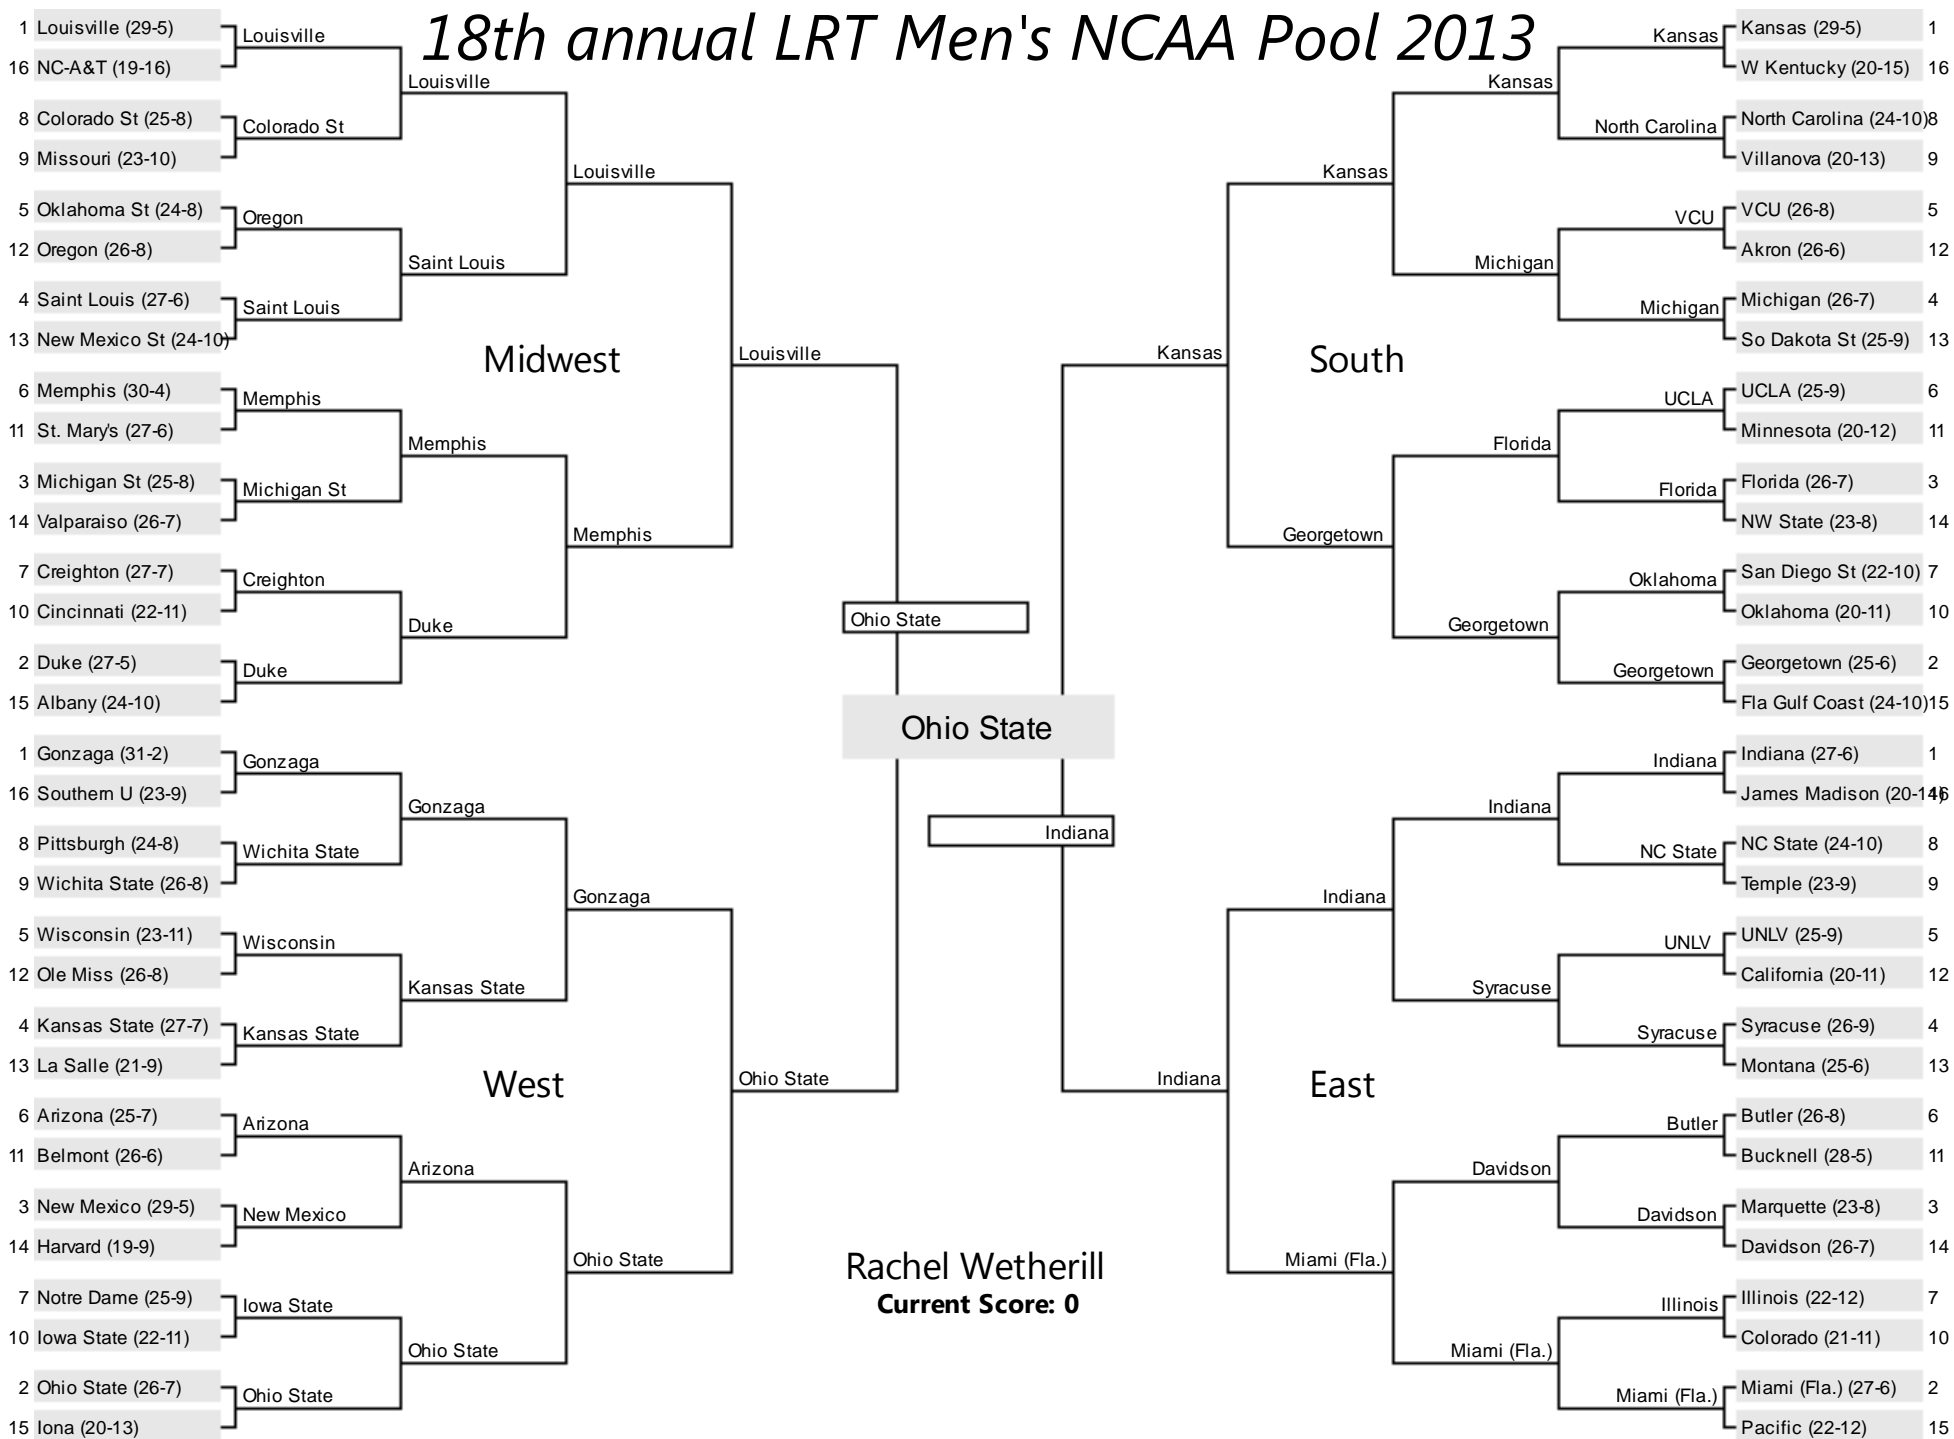 18th annual LRT Men's NCAA Pool 2013
1 Louisville (29-5)
16 NC-A&T (19-16)
8 Colorado St (25-8)
9 Missouri (23-10)
5 Oklahoma St (24-8)
12 Oregon (26-8)
4 Saint Louis (27-6)
13 New Mexico St (24-10)
6 Memphis (30-4)
11 St. Mary's (27-6)
3 Michigan St (25-8)
14 Valparaiso (26-7)
7 Creighton (27-7)
10 Cincinnati (22-11)
2 Duke (27-5)
15 Albany (24-10)
Louisville
Colorado St
Oregon
Saint Louis
Memphis
Michigan St
Creighton
Duke
Louisville
Saint Louis
Memphis
Duke
Louisville
Memphis
Midwest
Louisville
1 Gonzaga (31-2)
16 Southern U (23-9)
8 Pittsburgh (24-8)
9 Wichita State (26-8)
5 Wisconsin (23-11)
12 Ole Miss (26-8)
4 Kansas State (27-7)
13 La Salle (21-9)
6 Arizona (25-7)
11 Belmont (26-6)
3 New Mexico (29-5)
14 Harvard (19-9)
7 Notre Dame (25-9)
10 Iowa State (22-11)
2 Ohio State (26-7)
15 Iona (20-13)
Gonzaga
Wichita State
Wisconsin
Kansas State
Arizona
New Mexico
Iowa State
Ohio State
Gonzaga
Kansas State
Arizona
Ohio State
Gonzaga
Ohio State
West
Ohio State
Ohio State
Ohio State
Indiana
Rachel Wetherill
Current Score: 0
Kansas
South
Kansas
Georgetown
Kansas
Michigan
Florida
Georgetown
Kansas
North Carolina
VCU
Michigan
UCLA
Florida
Oklahoma
Georgetown
Kansas (29-5) 1
W Kentucky (20-15) 16
North Carolina (24-10) 8
Villanova (20-13) 9
VCU (26-8) 5
Akron (26-6) 12
Michigan (26-7) 4
So Dakota St (25-9) 13
UCLA (25-9) 6
Minnesota (20-12) 11
Florida (26-7) 3
NW State (23-8) 14
San Diego St (22-10) 7
Oklahoma (20-11) 10
Georgetown (25-6) 2
Fla Gulf Coast (24-10) 15
Indiana
East
Indiana
Miami (Fla.)
Indiana
Syracuse
Davidson
Miami (Fla.)
Indiana
NC State
UNLV
Syracuse
Butler
Davidson
Illinois
Miami (Fla.)
Indiana (27-6) 1
James Madison (20-14) 16
NC State (24-10) 8
Temple (23-9) 9
UNLV (25-9) 5
California (20-11) 12
Syracuse (26-9) 4
Montana (25-6) 13
Butler (26-8) 6
Bucknell (28-5) 11
Marquette (23-8) 3
Davidson (26-7) 14
Illinois (22-12) 7
Colorado (21-11) 10
Miami (Fla.) (27-6) 2
Pacific (22-12) 15